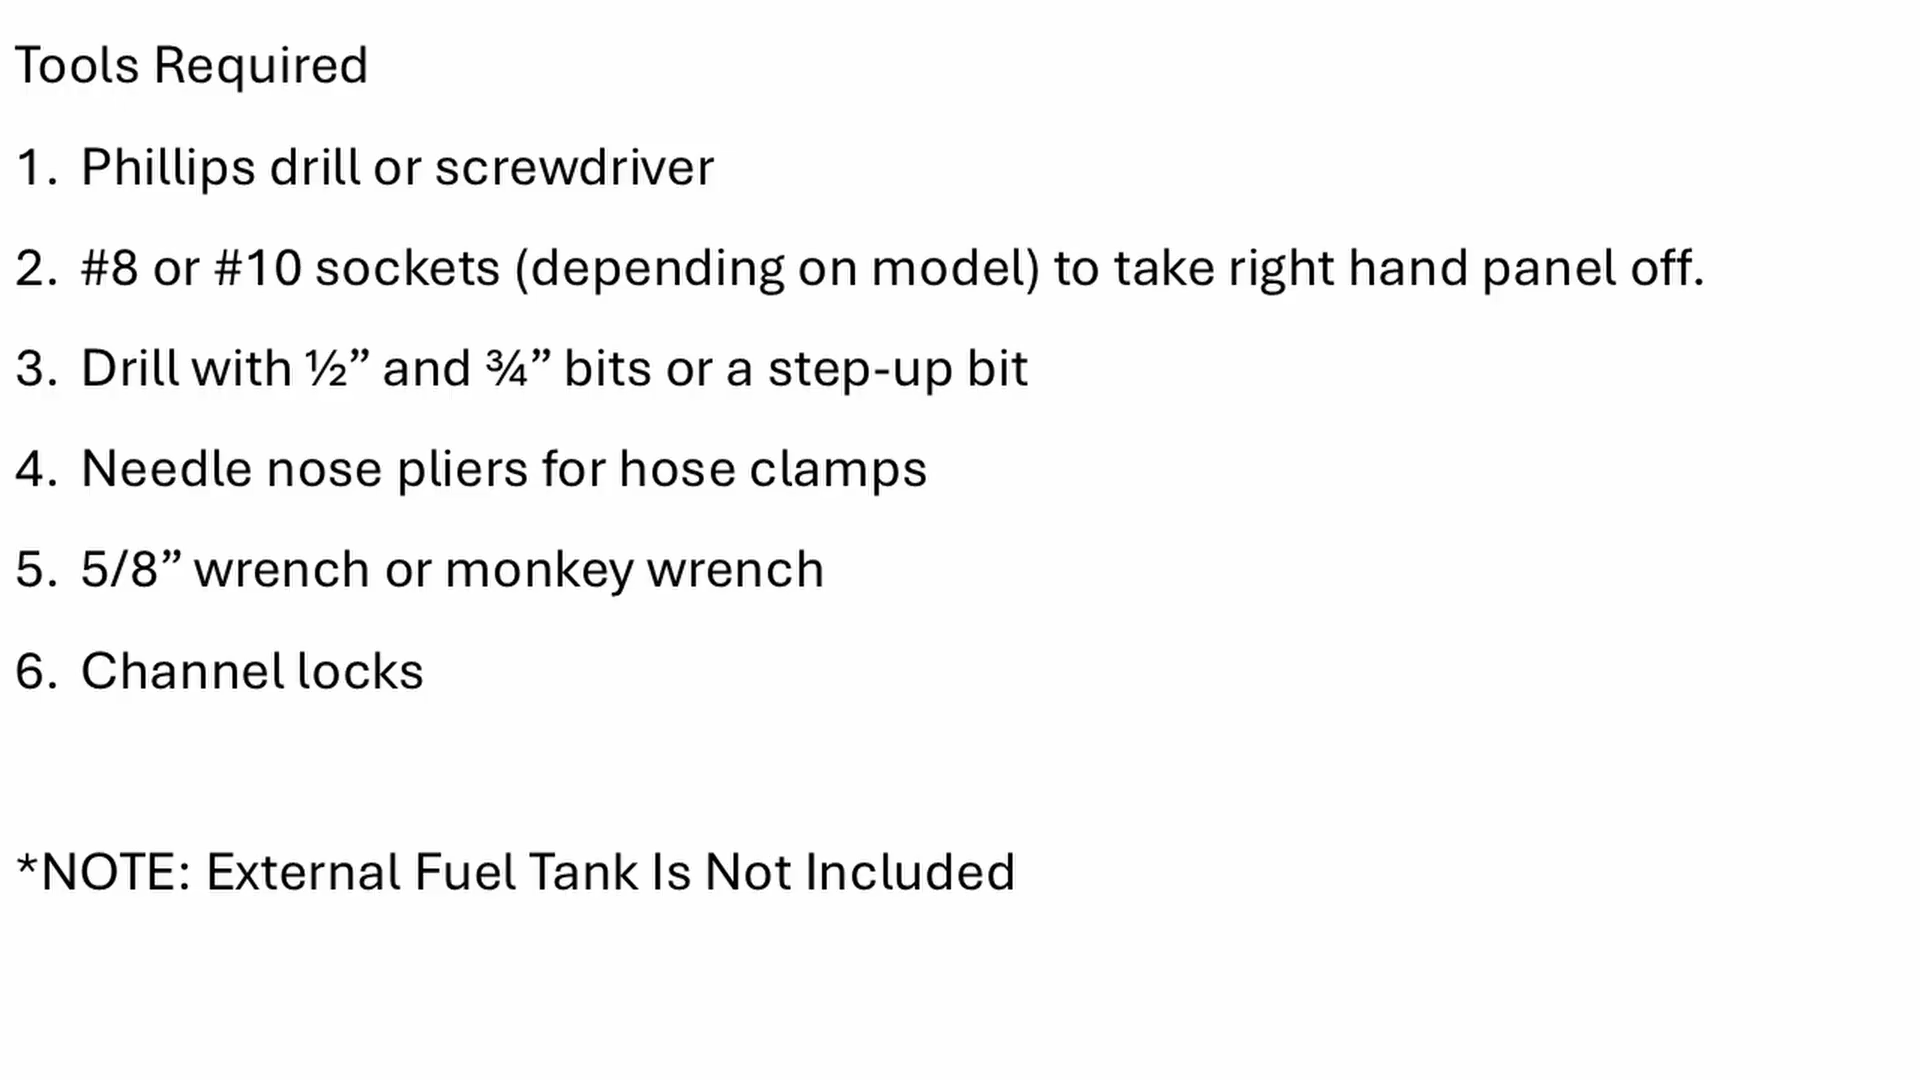 Tools Required
1. Phillips drill or screwdriver
2. #8 or #10 sockets (depending on model) to take right hand panel off.
3. Drill with ½” and ¾” bits or a step-up bit
4. Needle nose pliers for hose clamps
5. 5/8” wrench or monkey wrench
6. Channel locks
*NOTE: External Fuel Tank Is Not Included